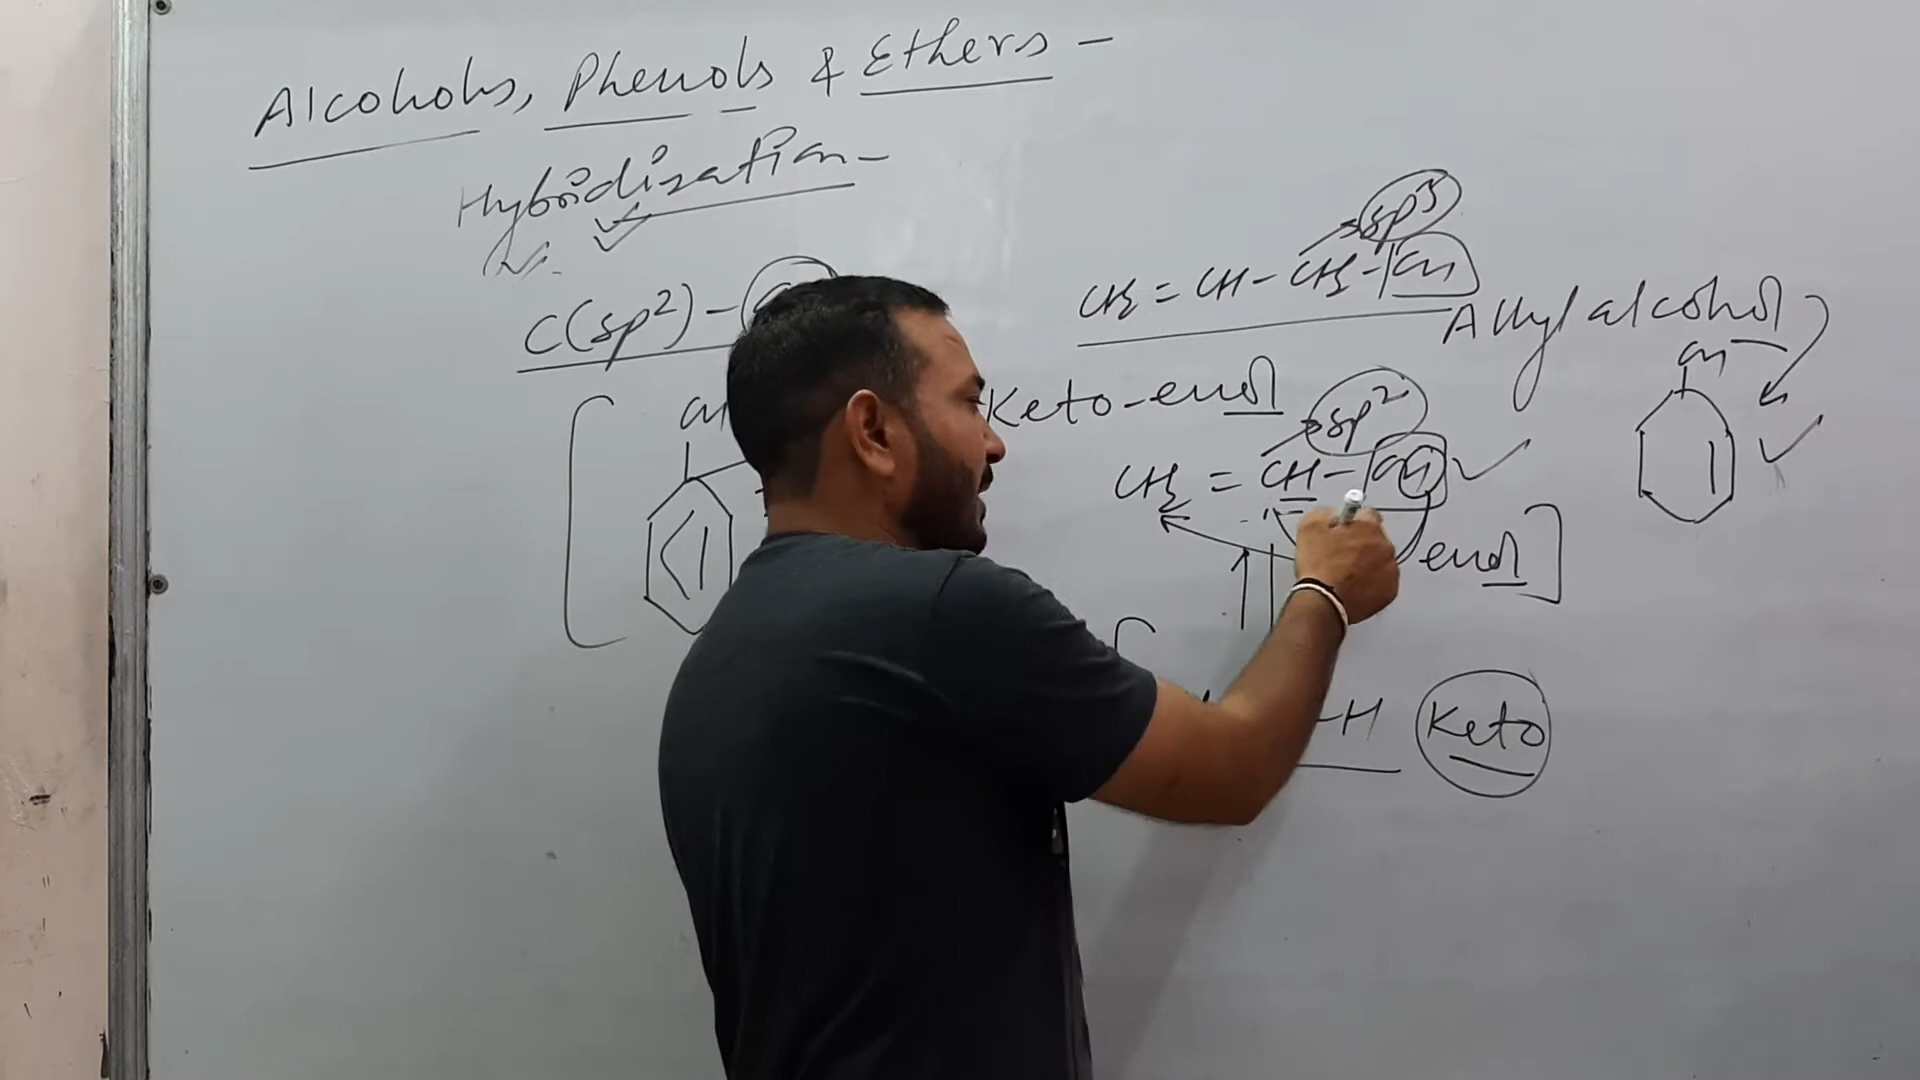 Alcohols, Phenols & Ethers -
Hybridization -
C(sp²) -
OH
sp³
CH₂ = CH - CH₂ - OH
Allyl alcohol
OH
Keto-enol
sp²
CH₂ = CH - OH
enol]
-H Keto